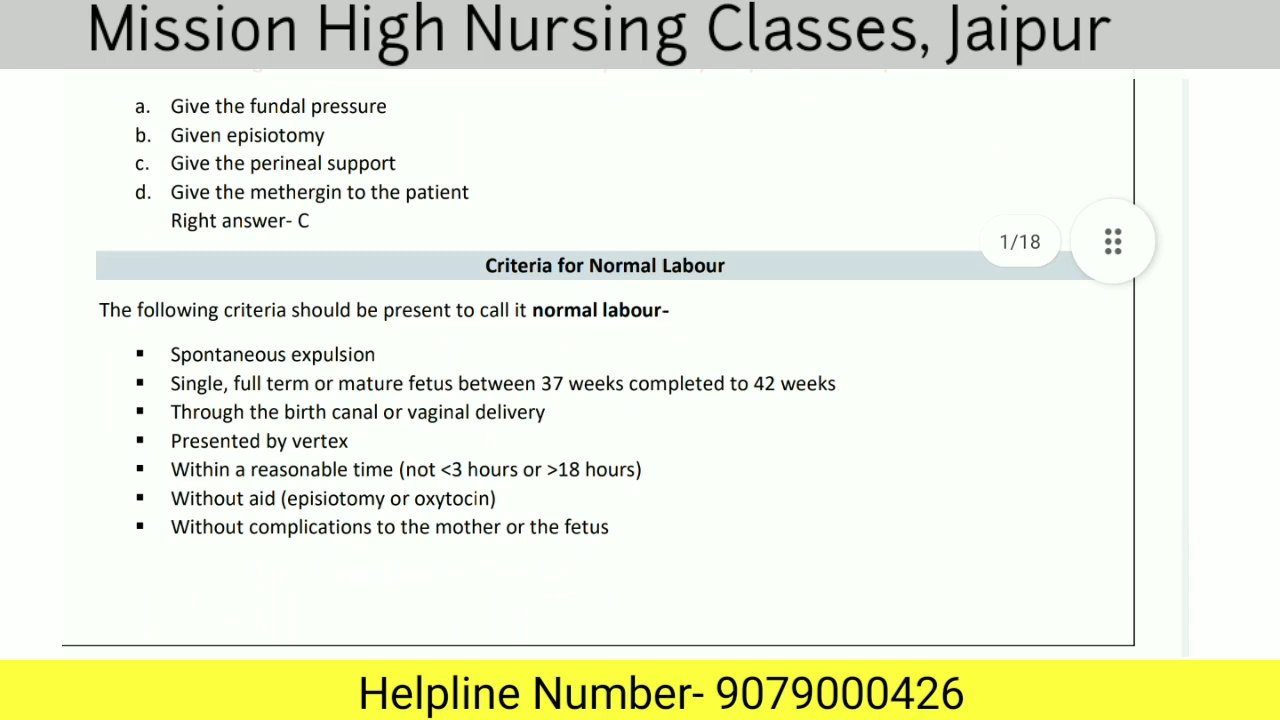 Mission High Nursing Classes, Jaipur
a. Give the fundal pressure
b. Given episiotomy
c. Give the perineal support
d. Give the methergin to the patient
Right answer- C
1/18
Criteria for Normal Labour
The following criteria should be present to call it normal labour-
▪ Spontaneous expulsion
▪ Single, full term or mature fetus between 37 weeks completed to 42 weeks
▪ Through the birth canal or vaginal delivery
▪ Presented by vertex
▪ Within a reasonable time (not <3 hours or >18 hours)
▪ Without aid (episiotomy or oxytocin)
▪ Without complications to the mother or the fetus
Helpline Number- 9079000426